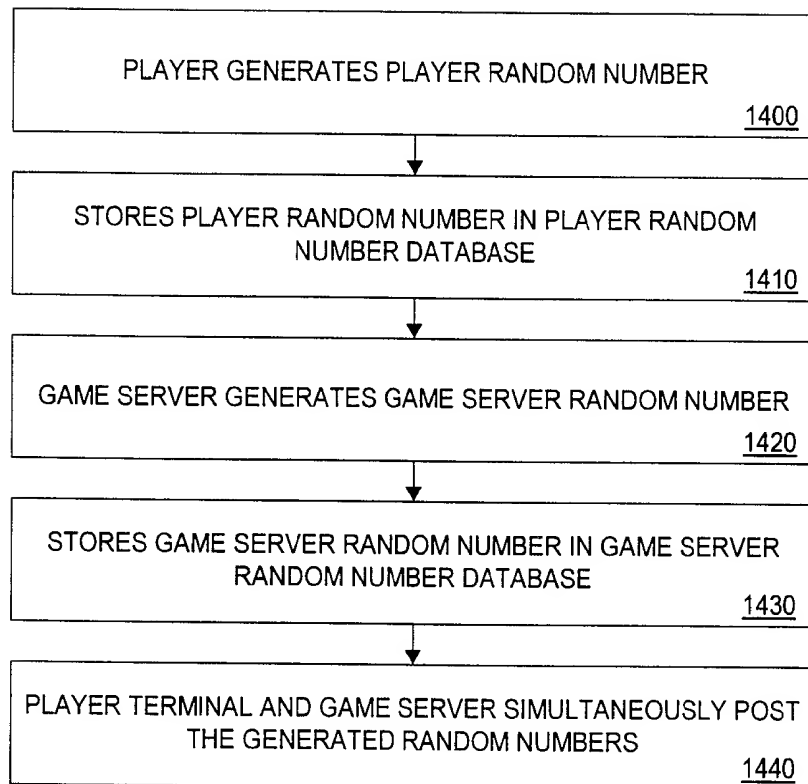 PLAYER GENERATES PLAYER RANDOM NUMBER
1400
STORES PLAYER RANDOM NUMBER IN PLAYER RANDOM
NUMBER DATABASE
1410
GAME SERVER GENERATES GAME SERVER RANDOM NUMBER
1420
STORES GAME SERVER RANDOM NUMBER IN GAME SERVER
RANDOM NUMBER DATABASE
1430
PLAYER TERMINAL AND GAME SERVER SIMULTANEOUSLY POST
THE GENERATED RANDOM NUMBERS
1440